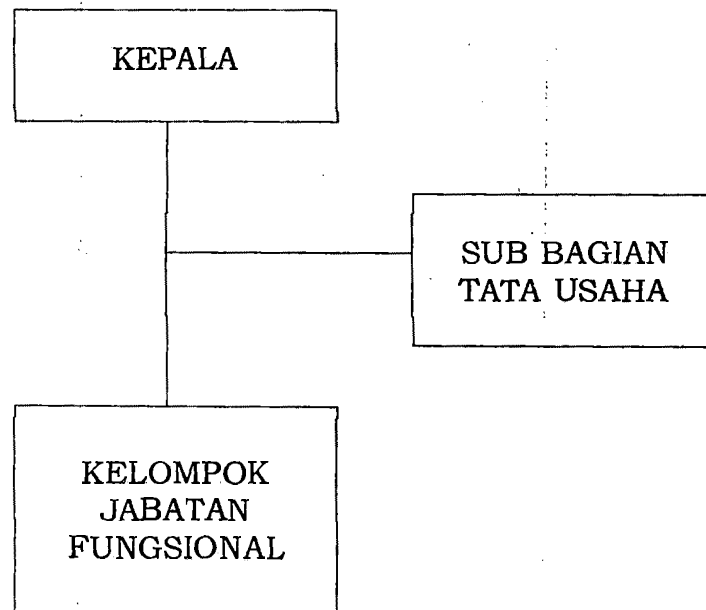 KEPALA
SUB BAGIAN
TATA USAHA
KELOMPOK
JABATAN
FUNGSIONAL